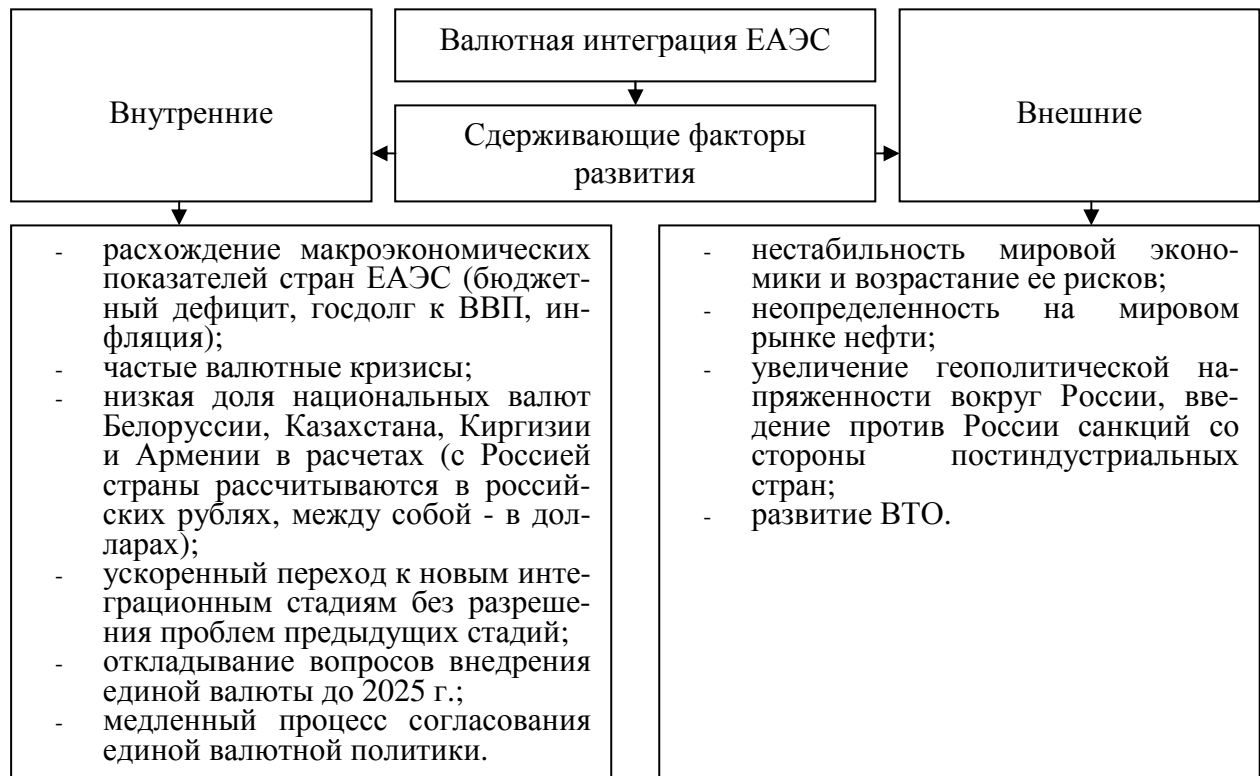 Валютная интеграция ЕАЭС
Внутренние
Сдерживающие факторы
развития
Внешние
- расхождение макроэкономических
показателей стран ЕАЭС (бюджет-
ный дефицит, госдолг к ВВП, ин-
фляция);
- частые валютные кризисы;
- низкая доля национальных валют
Белоруссии, Казахстана, Киргизии
и Армении в расчетах (с Россией
страны рассчитываются в россий-
ских рублях, между собой - в дол-
ларах);
- ускоренный переход к новым инте-
грационным стадиям без разреше-
ния проблем предыдущих стадий;
- откладывание вопросов внедрения
единой валюты до 2025 г.;
- медленный процесс согласования
единой валютной политики.
- нестабильность мировой эконо-
мики и возрастание ее рисков;
- неопределенность на мировом
рынке нефти;
- увеличение геополитической на-
пряженности вокруг России, вве-
дение против России санкций со
стороны постиндустриальных
стран;
- развитие ВТО.